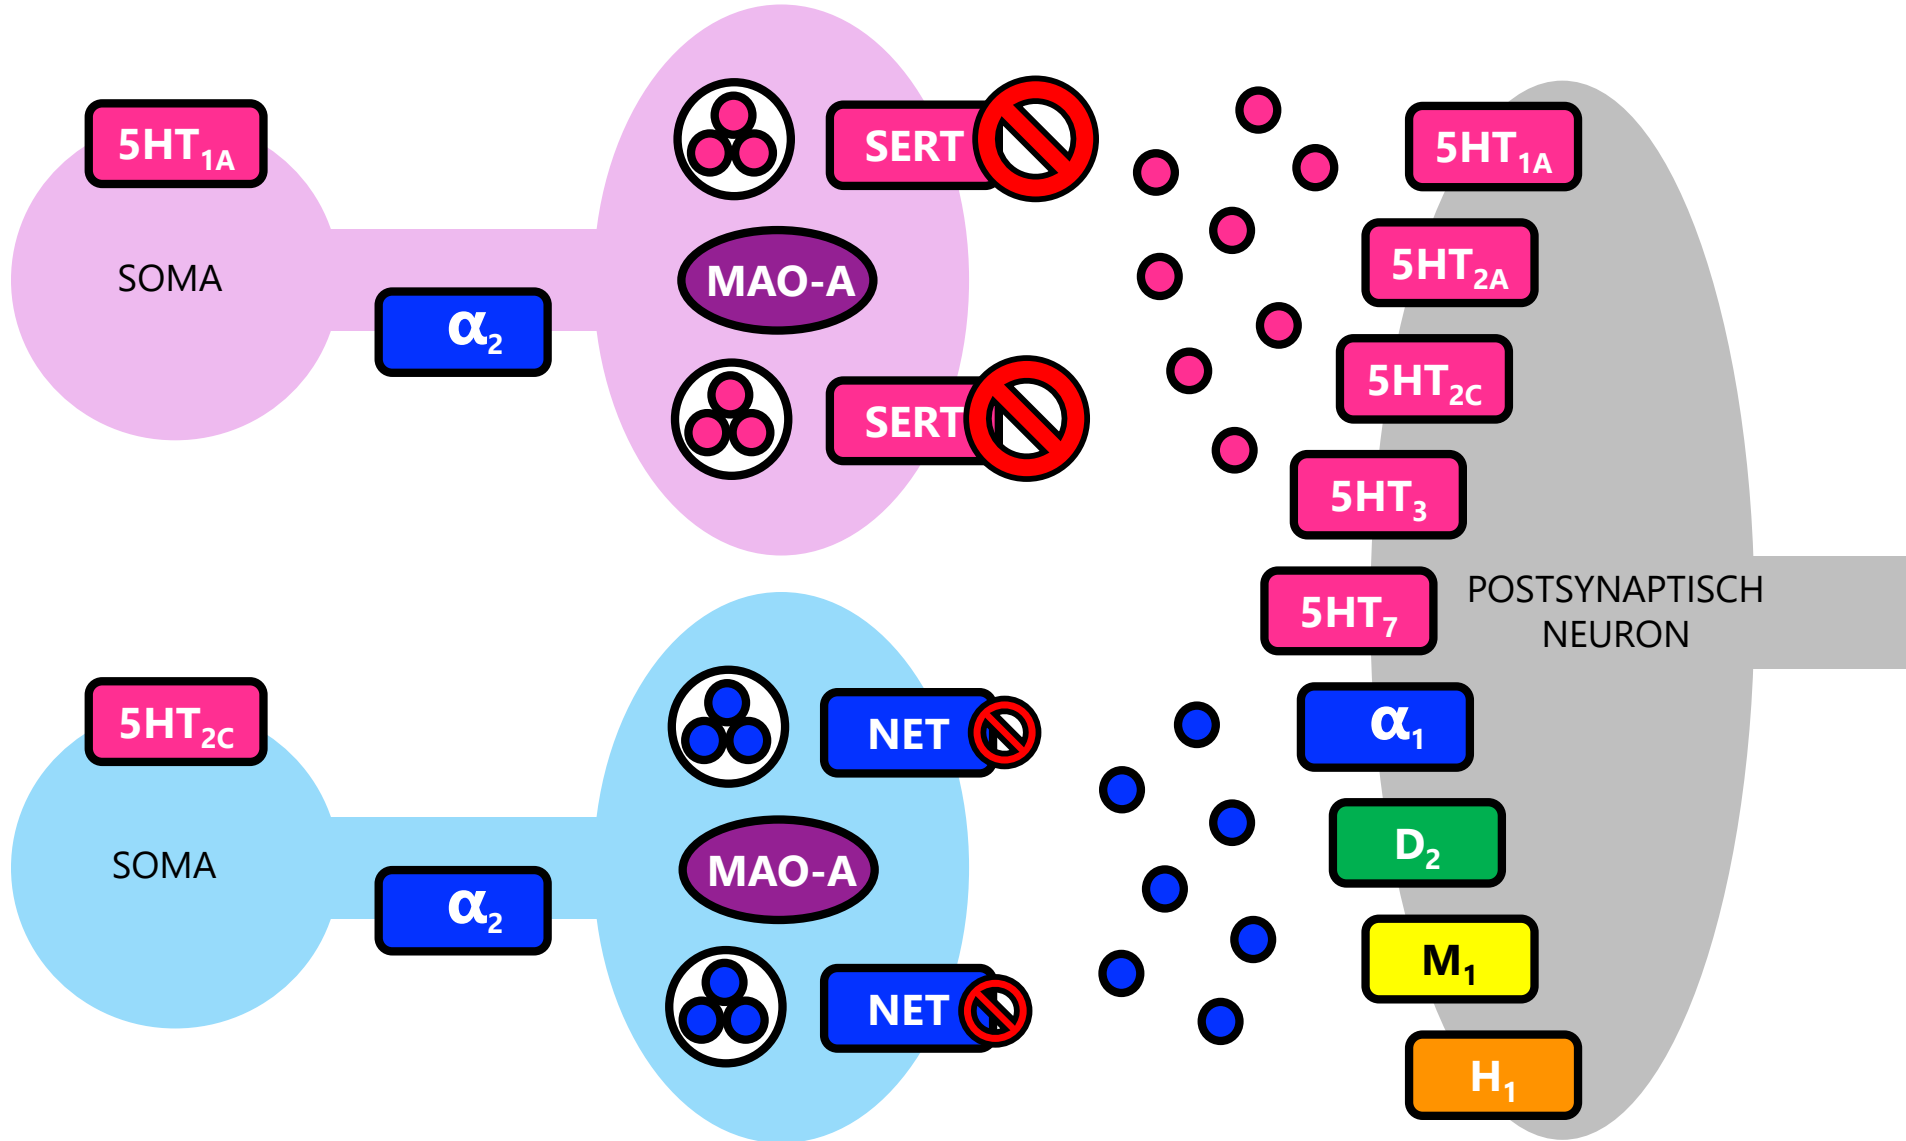 5HT₁A
SOMA
α₂
SERT
MAO-A
SERT
5HT₂C
SOMA
α₂
NET
MAO-A
NET
5HT₁A
5HT₂A
5HT₂C
5HT₃
5HT₇
POSTSYNAPTISCH
NEURON
α₁
D₂
M₁
H₁